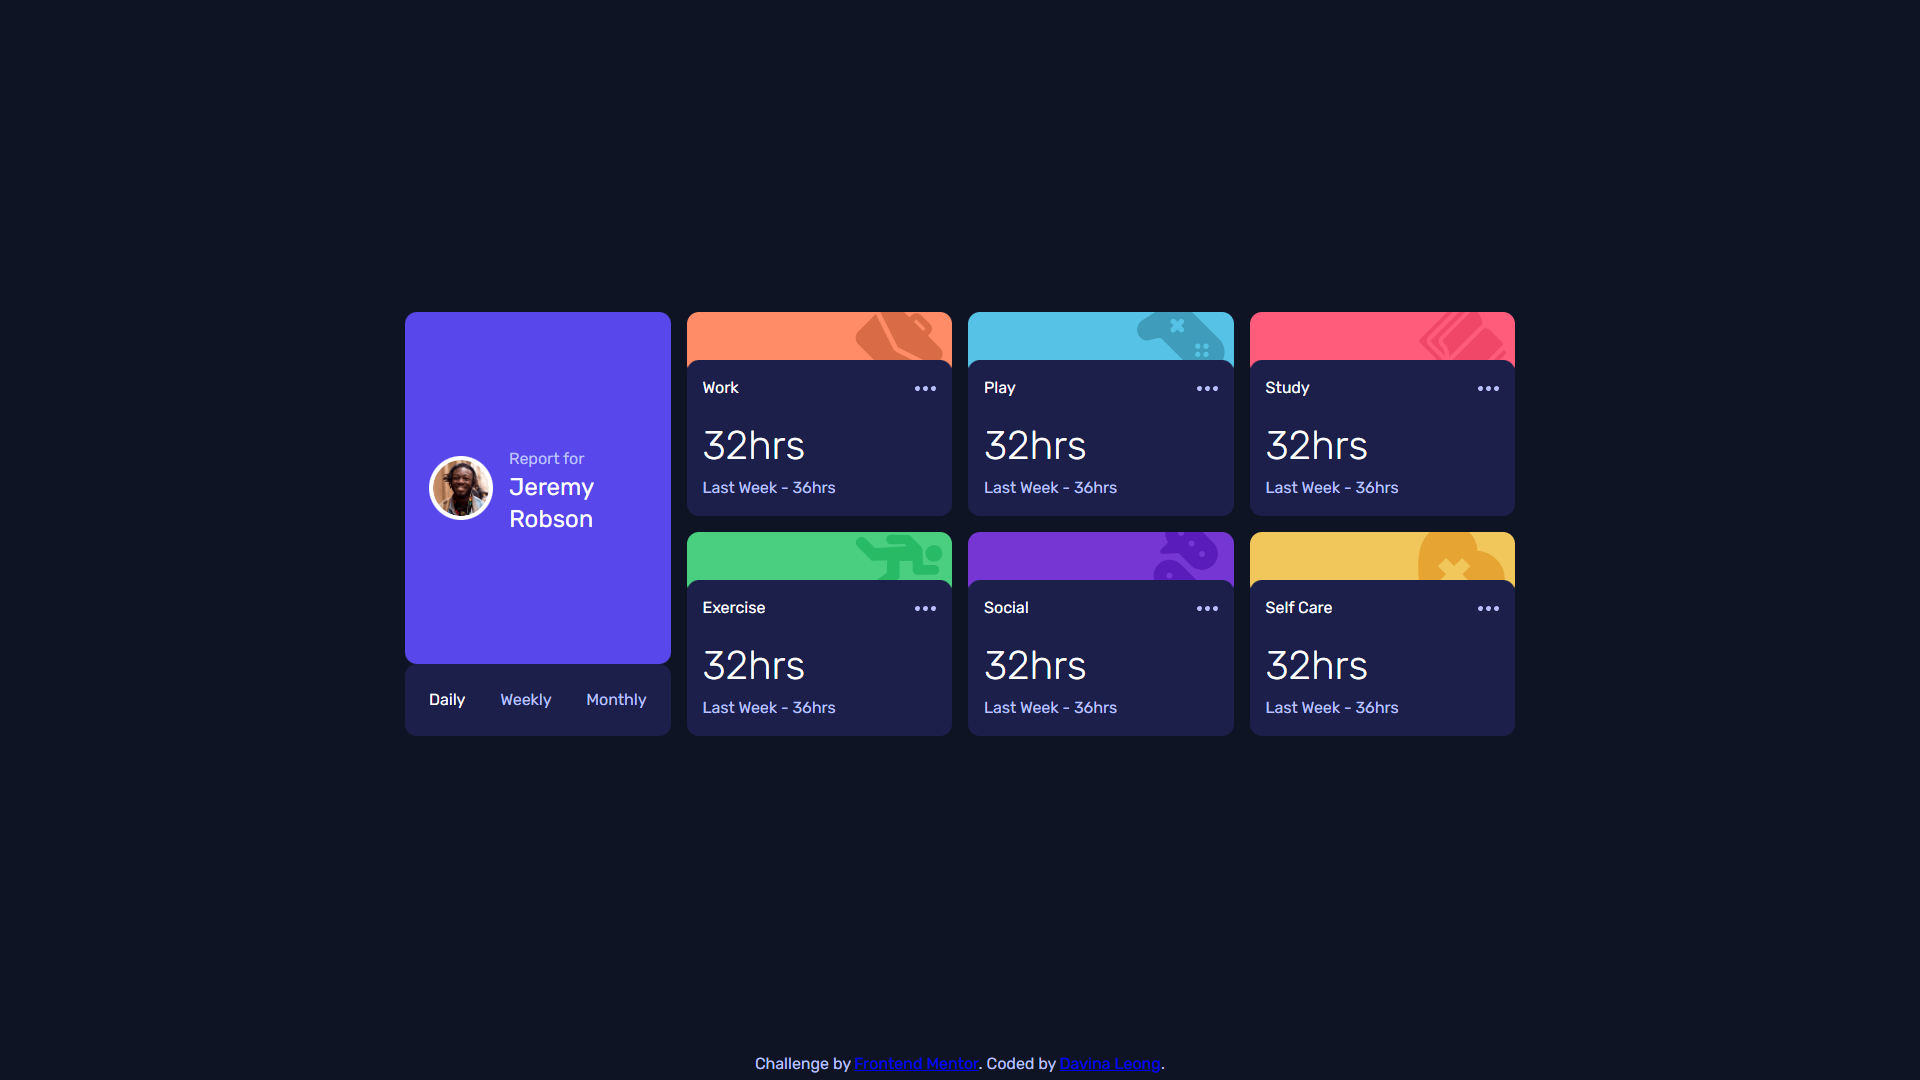 Report for
Jeremy
Robson
Daily Weekly Monthly
Work
32hrs
Last Week - 36hrs
Play
32hrs
Last Week - 36hrs
Study
32hrs
Last Week - 36hrs
Exercise
32hrs
Last Week - 36hrs
Social
32hrs
Last Week - 36hrs
Self Care
32hrs
Last Week - 36hrs
Challenge by Frontend Mentor. Coded by Davina Leong.